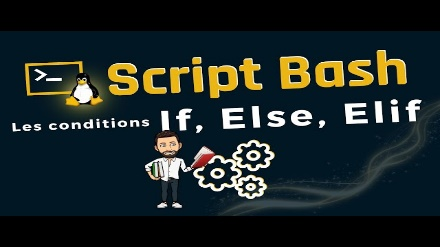 Script Bash
Les conditions If, Else, Elif